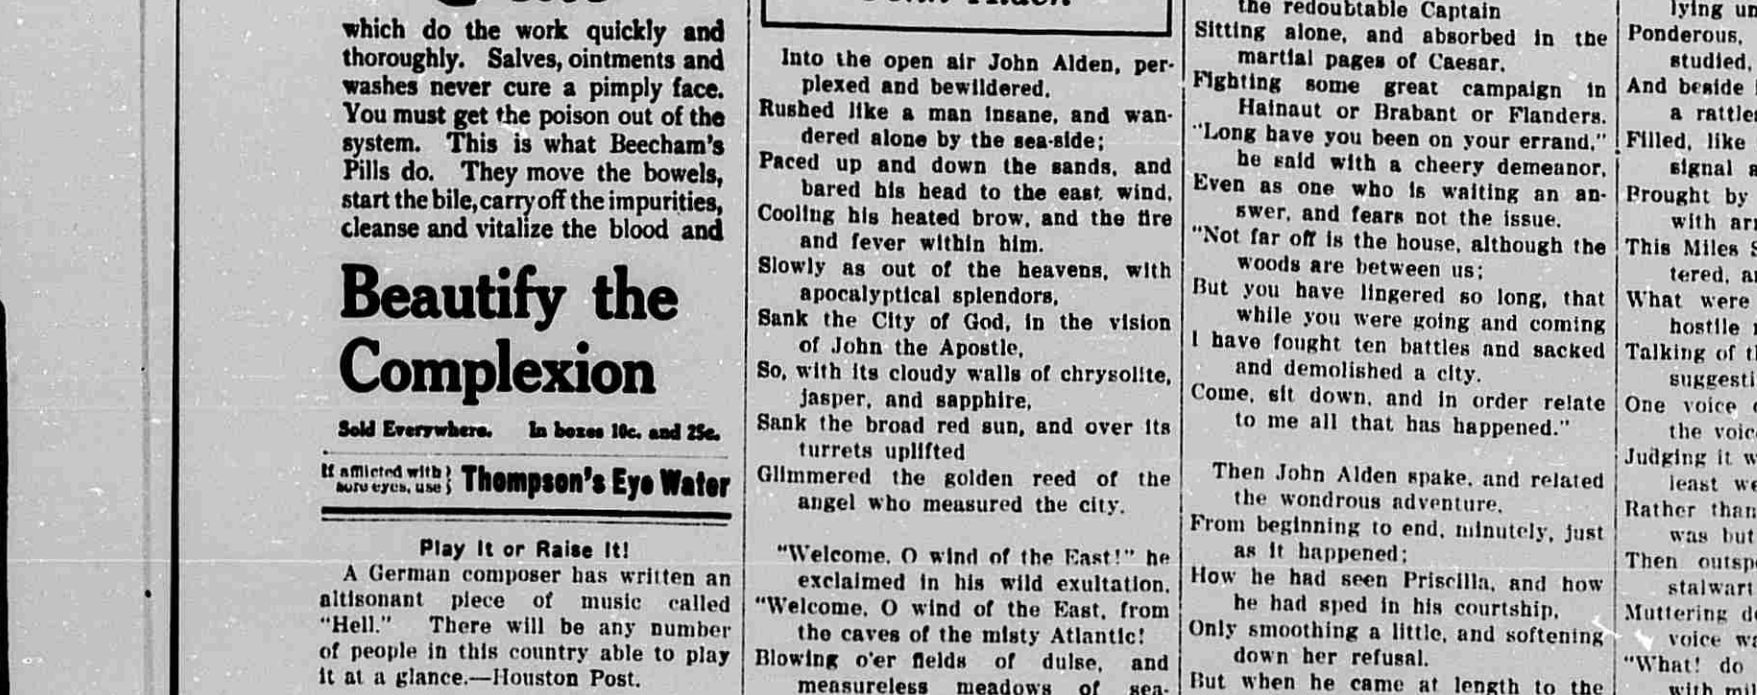 which do the work quickly and
thoroughly. Salves, ointments and
washes never cure a pimply face.
You must get the poison out of the
system. This is what Beecham's
Pills do. They move the bowels,
start the bile, carry off the impurities,
cleanse and vitalize the blood and
Beautify the
Complexion
Sold Everywhere. In boxes 10c. and 25c.
If afflicted with
sore eyes, use } Thompson's Eye Water
Play It or Raise It!
A German composer has written an
altisonant piece of music called
"Hell." There will be any number
of people in this country able to play
it at a glance.—Houston Post.
Into the open air John Alden, per-
plexed and bewildered,
Rushed like a man insane, and wan-
dered alone by the sea-side;
Paced up and down the sands, and
bared his head to the east wind,
Cooling his heated brow, and the fire
and fever within him.
Slowly as out of the heavens, with
apocalyptical splendors,
Sank the City of God, in the vision
of John the Apostle,
So, with its cloudy walls of chrysolite,
jasper, and sapphire,
Sank the broad red sun, and over its
turrets uplifted
Glimmered the golden reed of the
angel who measured the city.
"Welcome, O wind of the East!" he
exclaimed in his wild exultation,
"Welcome, O wind of the East, from
the caves of the misty Atlantic!
Blowing o'er fields of dulse, and
measureless meadows of sea-
the redoubtable Captain
Sitting alone, and absorbed in the
martial pages of Caesar,
Fighting some great campaign in
Hainaut or Brabant or Flanders.
"Long have you been on your errand,"
he said with a cheery demeanor,
Even as one who is waiting an an-
swer, and fears not the issue.
"Not far off is the house, although the
woods are between us;
But you have lingered so long, that
while you were going and coming
I have fought ten battles and sacked
and demolished a city.
Come, sit down, and in order relate
to me all that has happened."
Then John Alden spake, and related
the wondrous adventure,
From beginning to end, minutely, just
as it happened;
How he had seen Priscilla, and how
he had sped in his courtship,
Only smoothing a little, and softening
down her refusal.
But when he came at length to the
lying
Ponderous,
studied,
And beside
a
Filled, like
signal
Brought by
with
This Miles
What were
hostile
Talking of
One voice
the
Judging it
least
Rather than
was but
Then
stalwart
Muttering
voice
"What! do
with